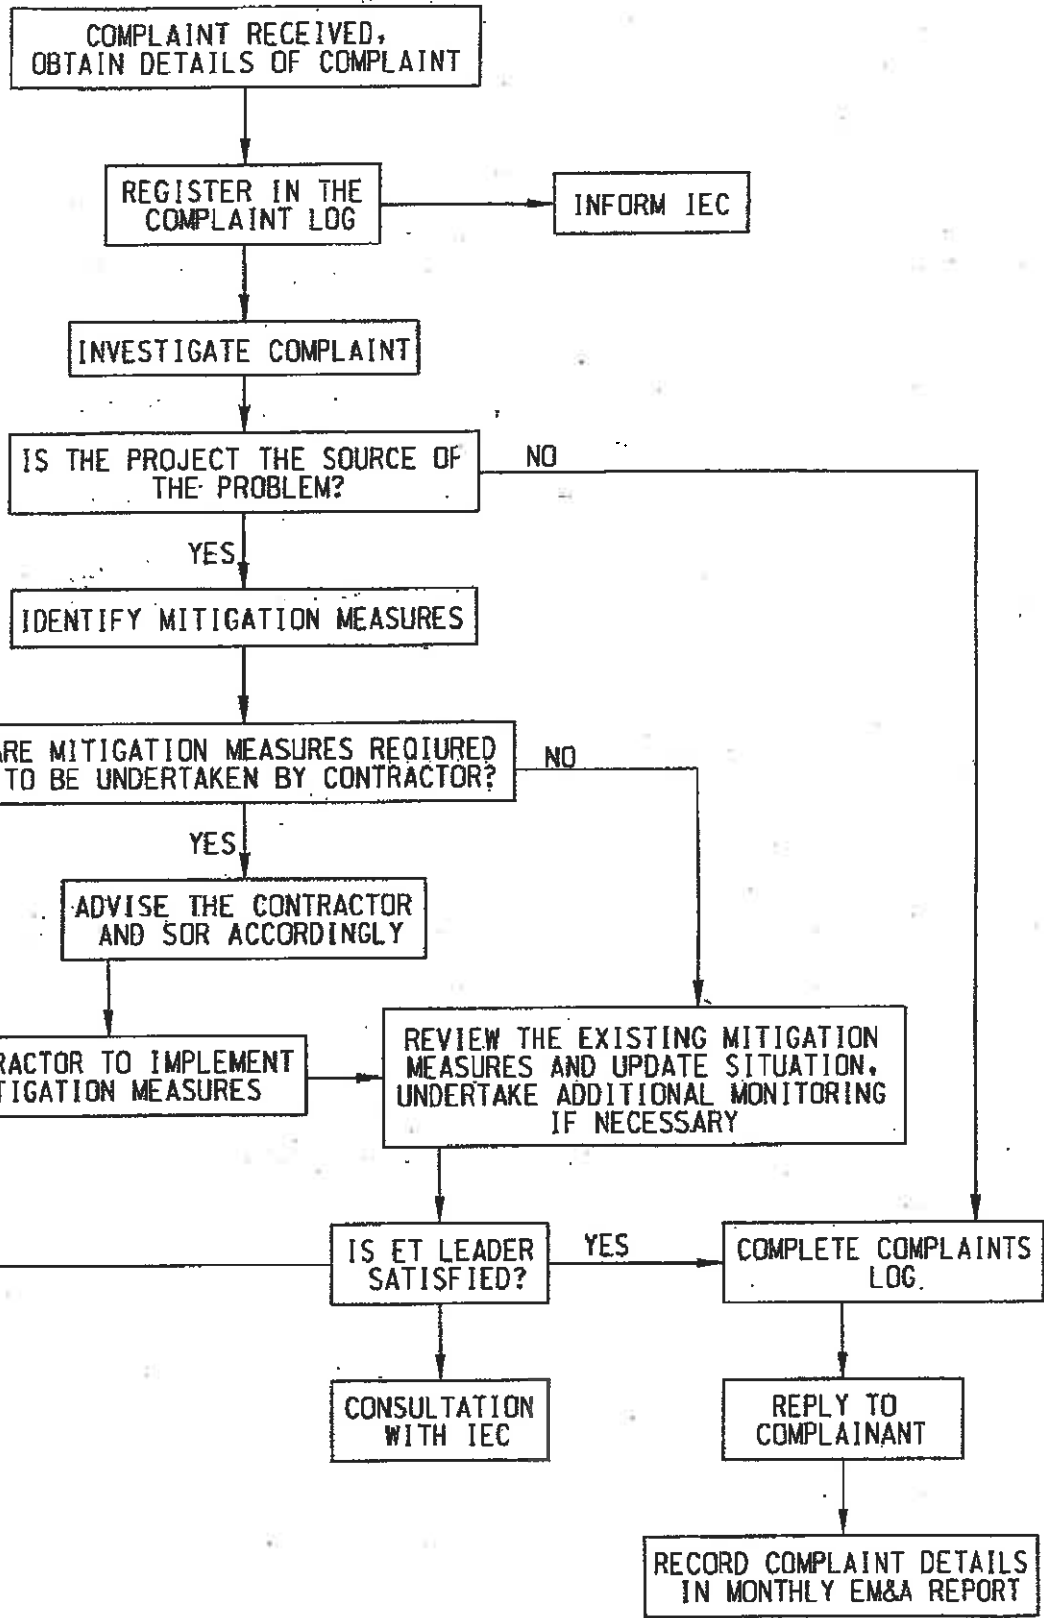 COMPLAINT RECEIVED,
OBTAIN DETAILS OF COMPLAINT
REGISTER IN THE
COMPLAINT LOG
INFORM IEC
INVESTIGATE COMPLAINT
IS THE PROJECT THE SOURCE OF
THE PROBLEM?
NO
YES
IDENTIFY MITIGATION MEASURES
ARE MITIGATION MEASURES REQIURED
TO BE UNDERTAKEN BY CONTRACTOR?
NO
YES
ADVISE THE CONTRACTOR
AND SOR ACCORDINGLY
RACTOR TO IMPLEMENT
TIGATION MEASURES
REVIEW THE EXISTING MITIGATION
MEASURES AND UPDATE SITUATION.
UNDERTAKE ADDITIONAL MONITORING
IF NECESSARY
IS ET LEADER
SATISFIED?
YES
COMPLETE COMPLAINTS
LOG.
CONSULTATION
WITH IEC
REPLY TO
COMPLAINANT
RECORD COMPLAINT DETAILS
IN MONTHLY EM&A REPORT